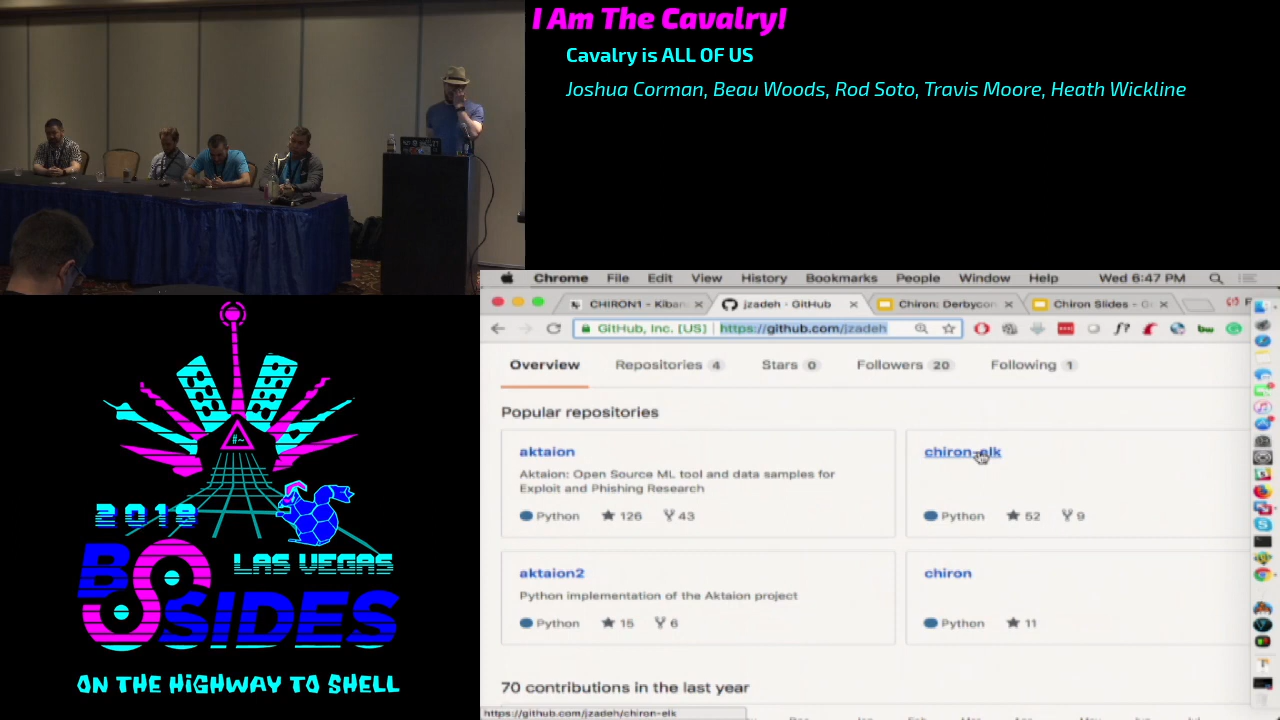 I Am The Cavalry!
Cavalry is ALL OF US
Joshua Corman, Beau Woods, Rod Soto, Travis Moore, Heath Wickline
Chrome File Edit View History Bookmarks People Window Help Wed 6:47 PM
CHIRON1 - Kiban
jzadeh · GitHub
Chiron: Derbycon
Chiron Slides - G
GitHub, Inc. [US] https://github.com/jzadeh
Overview Repositories 4 Stars 0 Followers 20 Following 1
Popular repositories
aktaion
Aktaion: Open Source ML tool and data samples for
Exploit and Phishing Research
Python 126 43
chiron-elk
Python 52 9
aktaion2
Python implementation of the Aktaion project
Python 15 6
chiron
Python 11
70 contributions in the last year
https://github.com/jzadeh/chiron-elk
#~
2018
LAS VEGAS
BSIDES
ON THE HIGHWAY TO SHELL